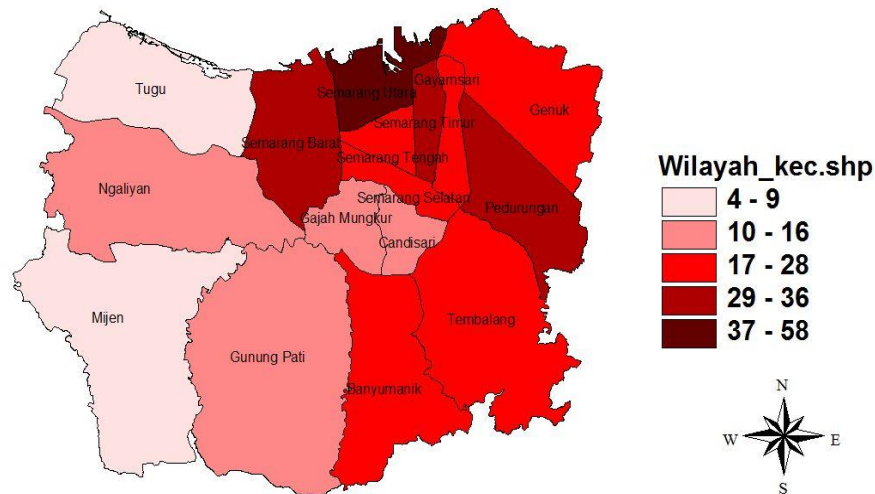 Tugu
Gayamsari
Semarang Utara
Genuk
Semarang Timur
Semarang Barat
Semarang Tengah
Ngaliyan
Semarang Selatan
Pedurungan
Gajah Mungkur
Candisari
Mijen
Tembalang
Gunung Pati
Banyumanik
Wilayah_kec.shp
4 - 9
10 - 16
17 - 28
29 - 36
37 - 58
N
W E
S